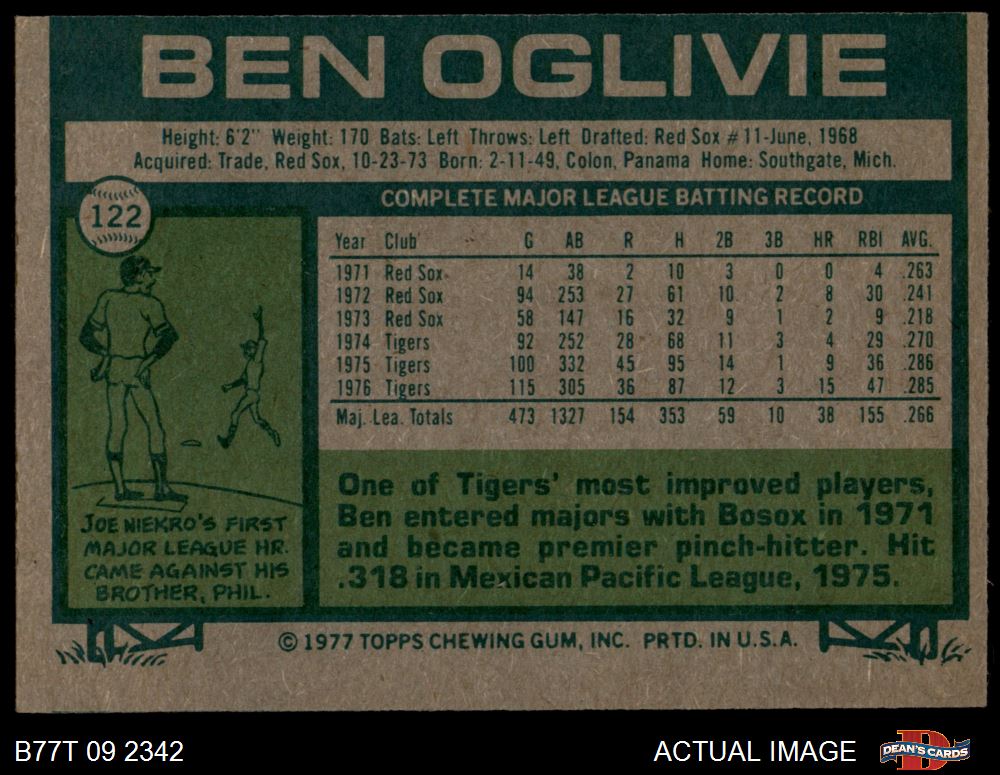 BEN OGLIVIE
Height: 6'2" Weight: 170 Bats: Left Throws: Left Drafted: Red Sox #11-June, 1968
Acquired: Trade, Red Sox, 10-23-73 Born: 2-11-49, Colon, Panama Home: Southgate, Mich.
122
COMPLETE MAJOR LEAGUE BATTING RECORD
Year Club G AB R H 2B 3B HR RBI AVG.
1971 Red Sox 14 38 2 10 3 0 0 4 .263
1972 Red Sox 94 253 27 61 10 2 8 30 .241
1973 Red Sox 58 147 16 32 9 1 2 9 .218
1974 Tigers 92 252 28 68 11 3 4 29 .270
1975 Tigers 100 332 45 95 14 1 9 36 .286
1976 Tigers 115 305 36 87 12 3 15 47 .285
Maj. Lea. Totals 473 1327 154 353 59 10 38 155 .266
JOE NIEKRO'S FIRST
MAJOR LEAGUE HR.
CAME AGAINST HIS
BROTHER, PHIL.
One of Tigers' most improved players,
Ben entered majors with Bosox in 1971
and became premier pinch-hitter. Hit
.318 in Mexican Pacific League, 1975.
© 1977 TOPPS CHEWING GUM, INC. PRTD. IN U.S.A.
B77T 09 2342
ACTUAL IMAGE
DEAN'S CARDS